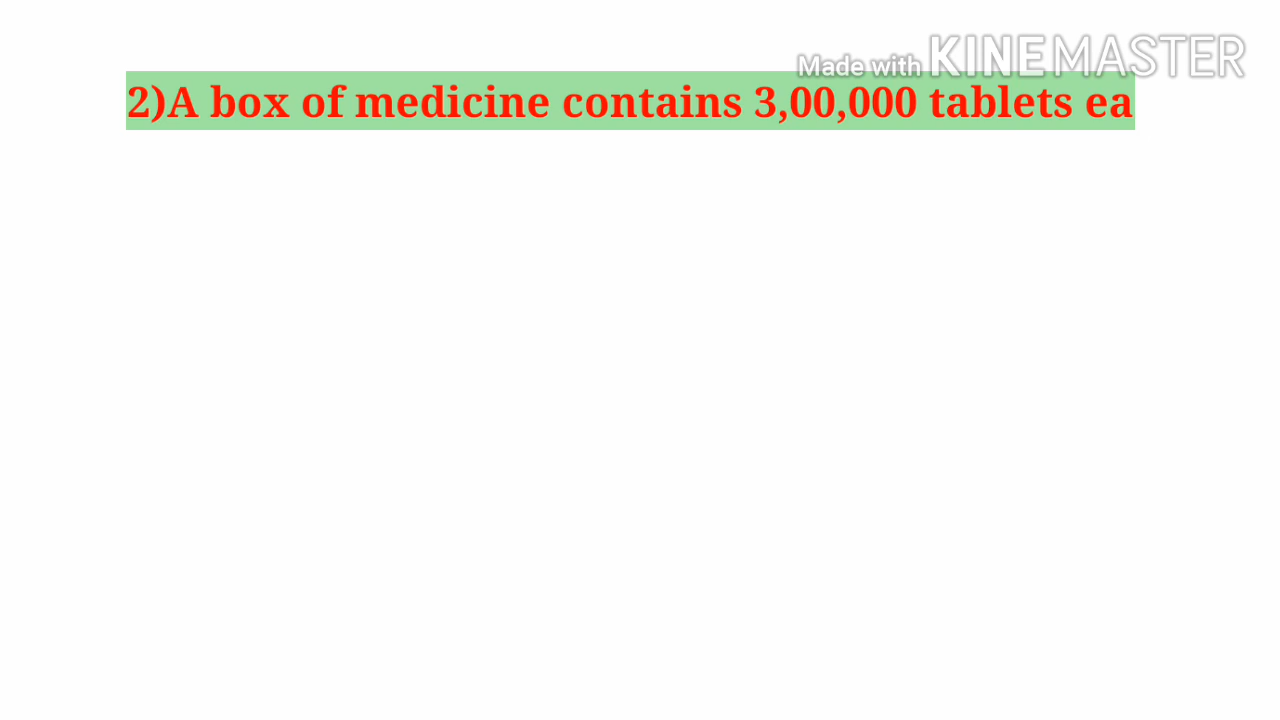 Made with KINEMASTER
2)A box of medicine contains 3,00,000 tablets ea